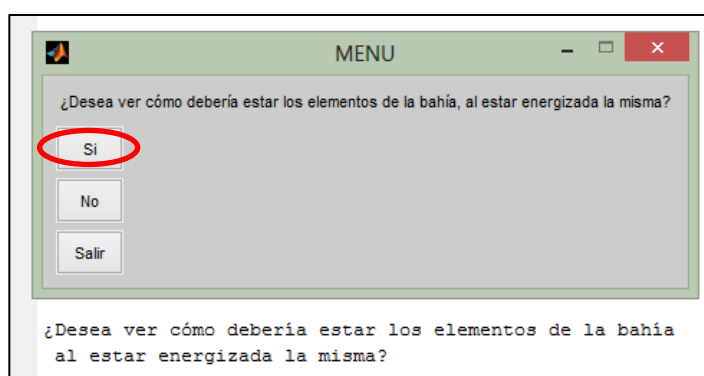 MENU
¿Desea ver cómo debería estar los elementos de la bahía, al estar energizada la misma?
Si
No
Salir
¿Desea ver cómo debería estar los elementos de la bahía
al estar energizada la misma?